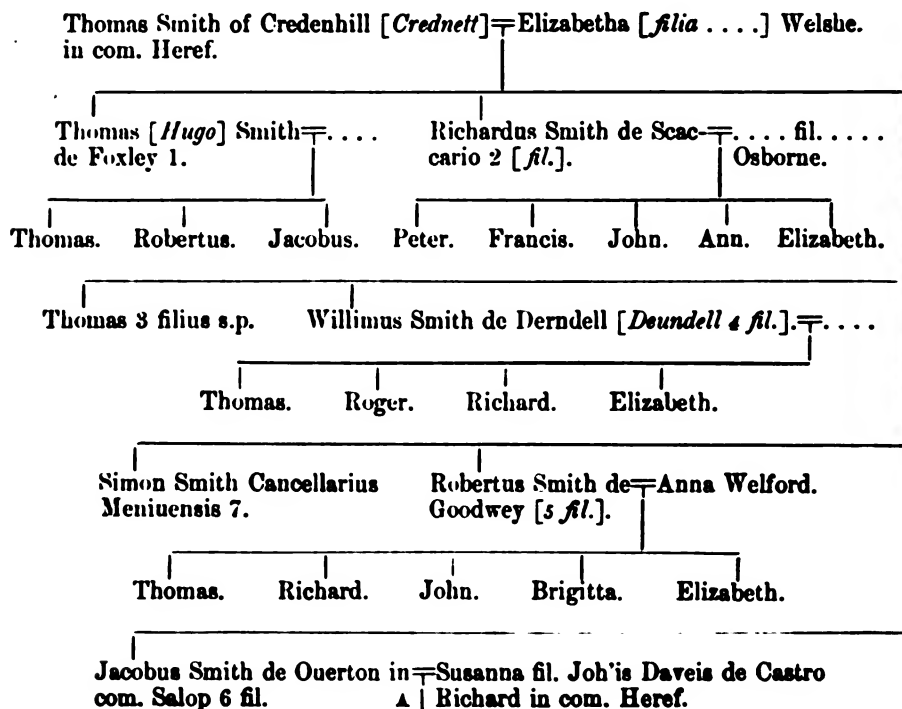 Thomas Smith of Credenhill [Crednett]=Elizabetha [filia ....] Welshe.
in com. Heref.
Thomas [Hugo] Smith=.... Richardus Smith de Scac-=.... fil. .....
de Foxley 1. cario 2 [fil.]. Osborne.
Thomas. Robertus. Jacobus. Peter. Francis. John. Ann. Elizabeth.
Thomas 3 filius s.p. Willimus Smith de Derndell [Deundell 4 fil.].=....
Thomas. Roger. Richard. Elizabeth.
Simon Smith Cancellarius Robertus Smith de=Anna Welford.
Meniuensis 7. Goodwey [5 fil.].
Thomas. Richard. John. Brigitta. Elizabeth.
Jacobus Smith de Ouerton in=Susanna fil. Joh'is Daveis de Castro
com. Salop 6 fil. A Richard in com. Heref.